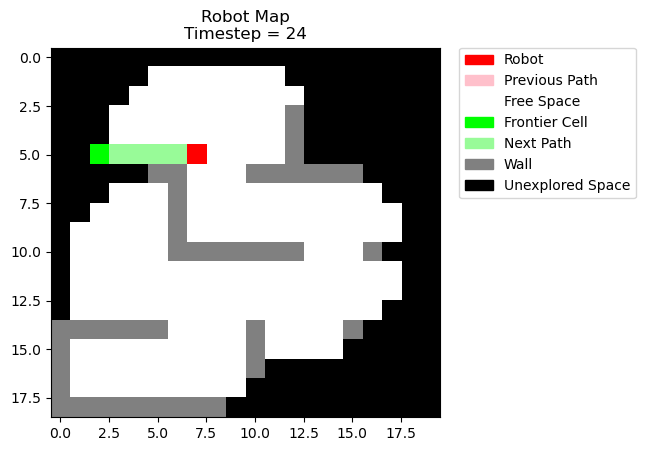 Robot Map
Timestep = 24
0.0
2.5
5.0
7.5
10.0
12.5
15.0
17.5
0.0
2.5
5.0
7.5
10.0
12.5
15.0
17.5
Robot
Previous Path
Free Space
Frontier Cell
Next Path
Wall
Unexplored Space